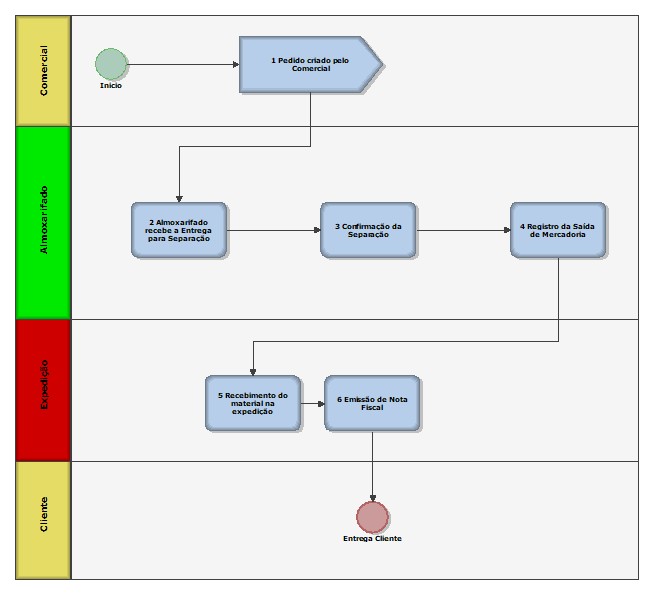 Comercial
Início
1 Pedido criado pelo
Comercial
Almoxarifado
2 Almoxarifado
recebe a Entrega
para Separação
3 Confirmação da
Separação
4 Registro da Saída
de Mercadoria
Expedição
5 Recebimento do
material na
expedição
6 Emissão de Nota
Fiscal
Cliente
Entrega Cliente